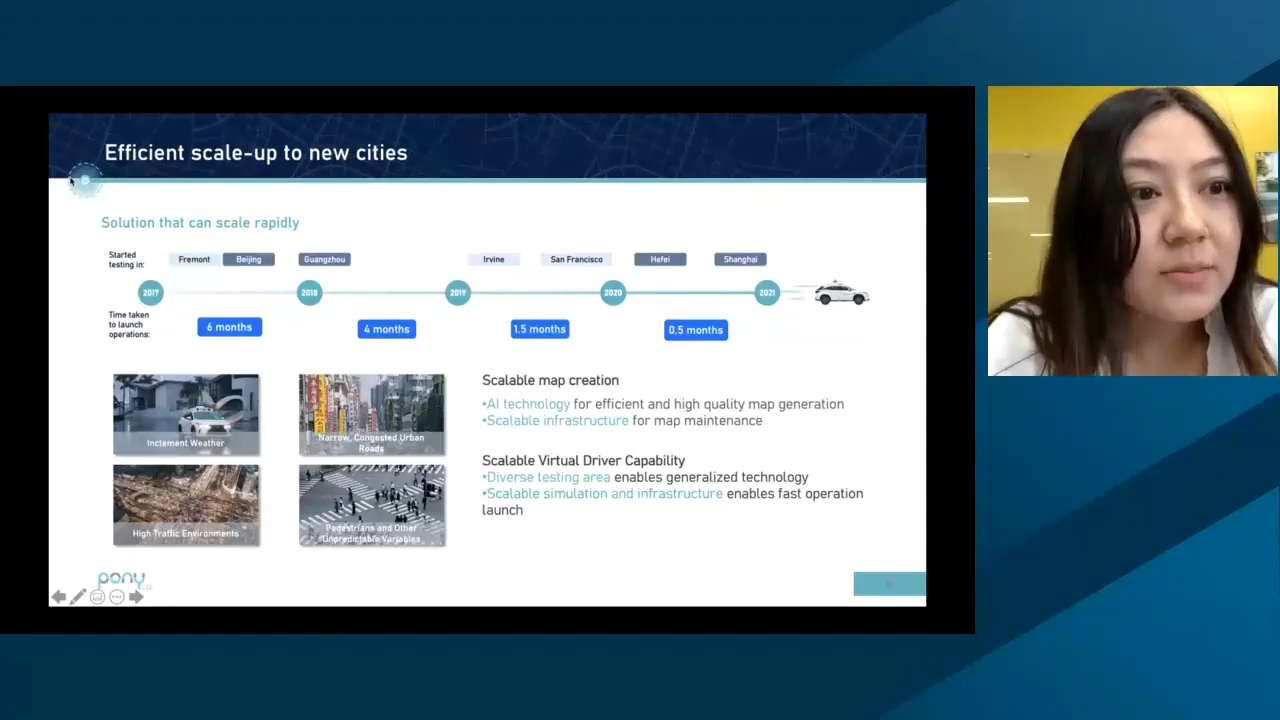 Efficient scale-up to new cities
Solution that can scale rapidly
Started
testing in:
Fremont
Beijing
Guangzhou
Irvine
San Francisco
Hefei
Shanghai
2017
2018
2019
2020
2021
Time taken
to launch
operations:
6 months
4 months
1.5 months
0.5 months
Inclement Weather
Narrow, Congested Urban
Roads
High Traffic Environments
Pedestrians and Other
Unpredictable Variables
Scalable map creation
•AI technology for efficient and high quality map generation
•Scalable infrastructure for map maintenance
Scalable Virtual Driver Capability
•Diverse testing area enables generalized technology
•Scalable simulation and infrastructure enables fast operation
launch
pony